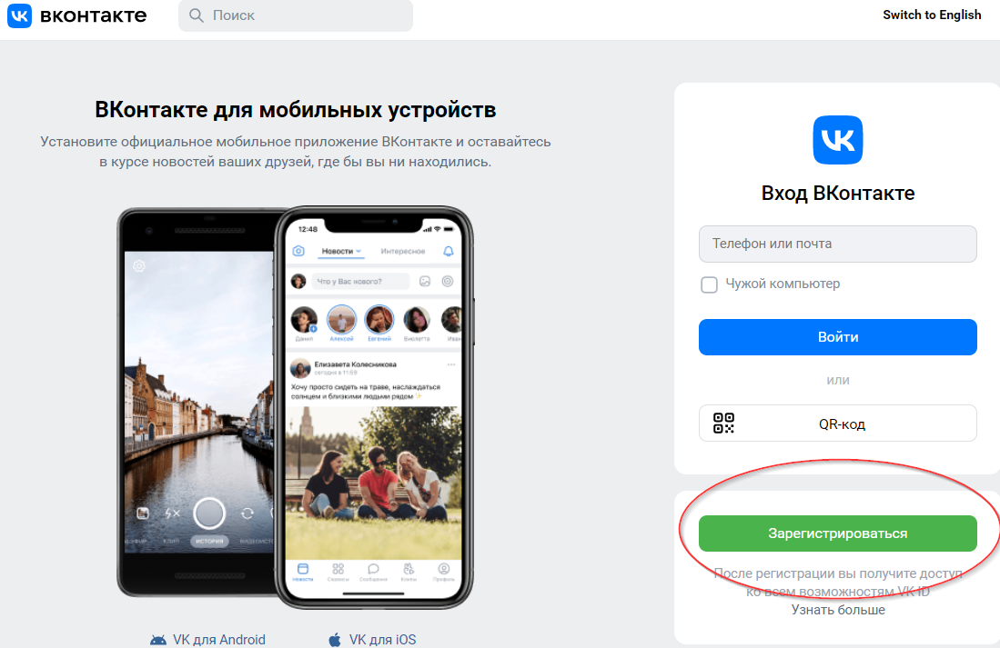 вконтакте
Поиск
Switch to English
ВКонтакте для мобильных устройств
Установите официальное мобильное приложение ВКонтакте и оставайтесь
в курсе новостей ваших друзей, где бы вы ни находились.
12:48
Новости
Интересное
Что у Вас нового?
Данил
Алексей
Евгений
Виолетта
Иван
Елизавета Колесникова
сегодня в 11:59
Хочу просто сидеть на траве, наслаждаться
солнцем и близкими людьми рядом
КЛИП
ИСТОРИЯ
Новости
Сервисы
Сообщения
Клипы
Профиль
VK для Android
VK для iOS
VK
Вход ВКонтакте
Телефон или почта
Чужой компьютер
Войти
или
QR-код
Зарегистрироваться
После регистрации вы получите доступ
ко всем возможностям VK ID
Узнать больше